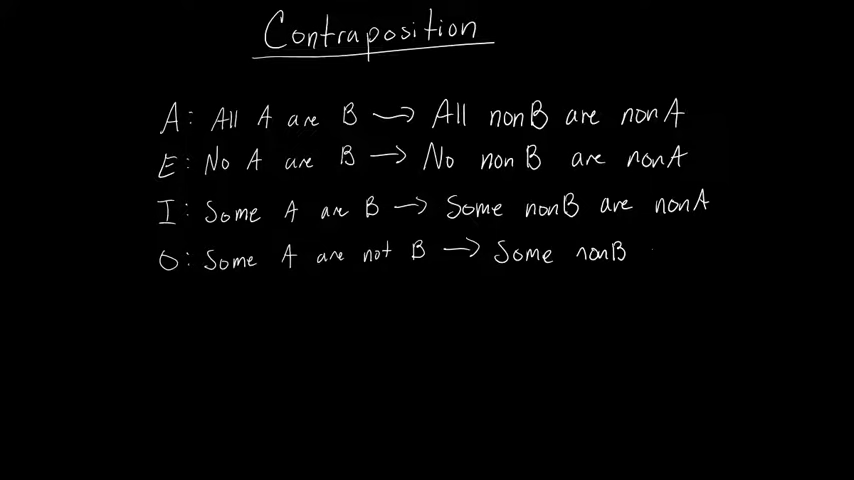 Contraposition
A: All A are B → All nonB are nonA
E: No A are B → No nonB are nonA
I: Some A are B → Some nonB are nonA
O: Some A are not B → Some nonB